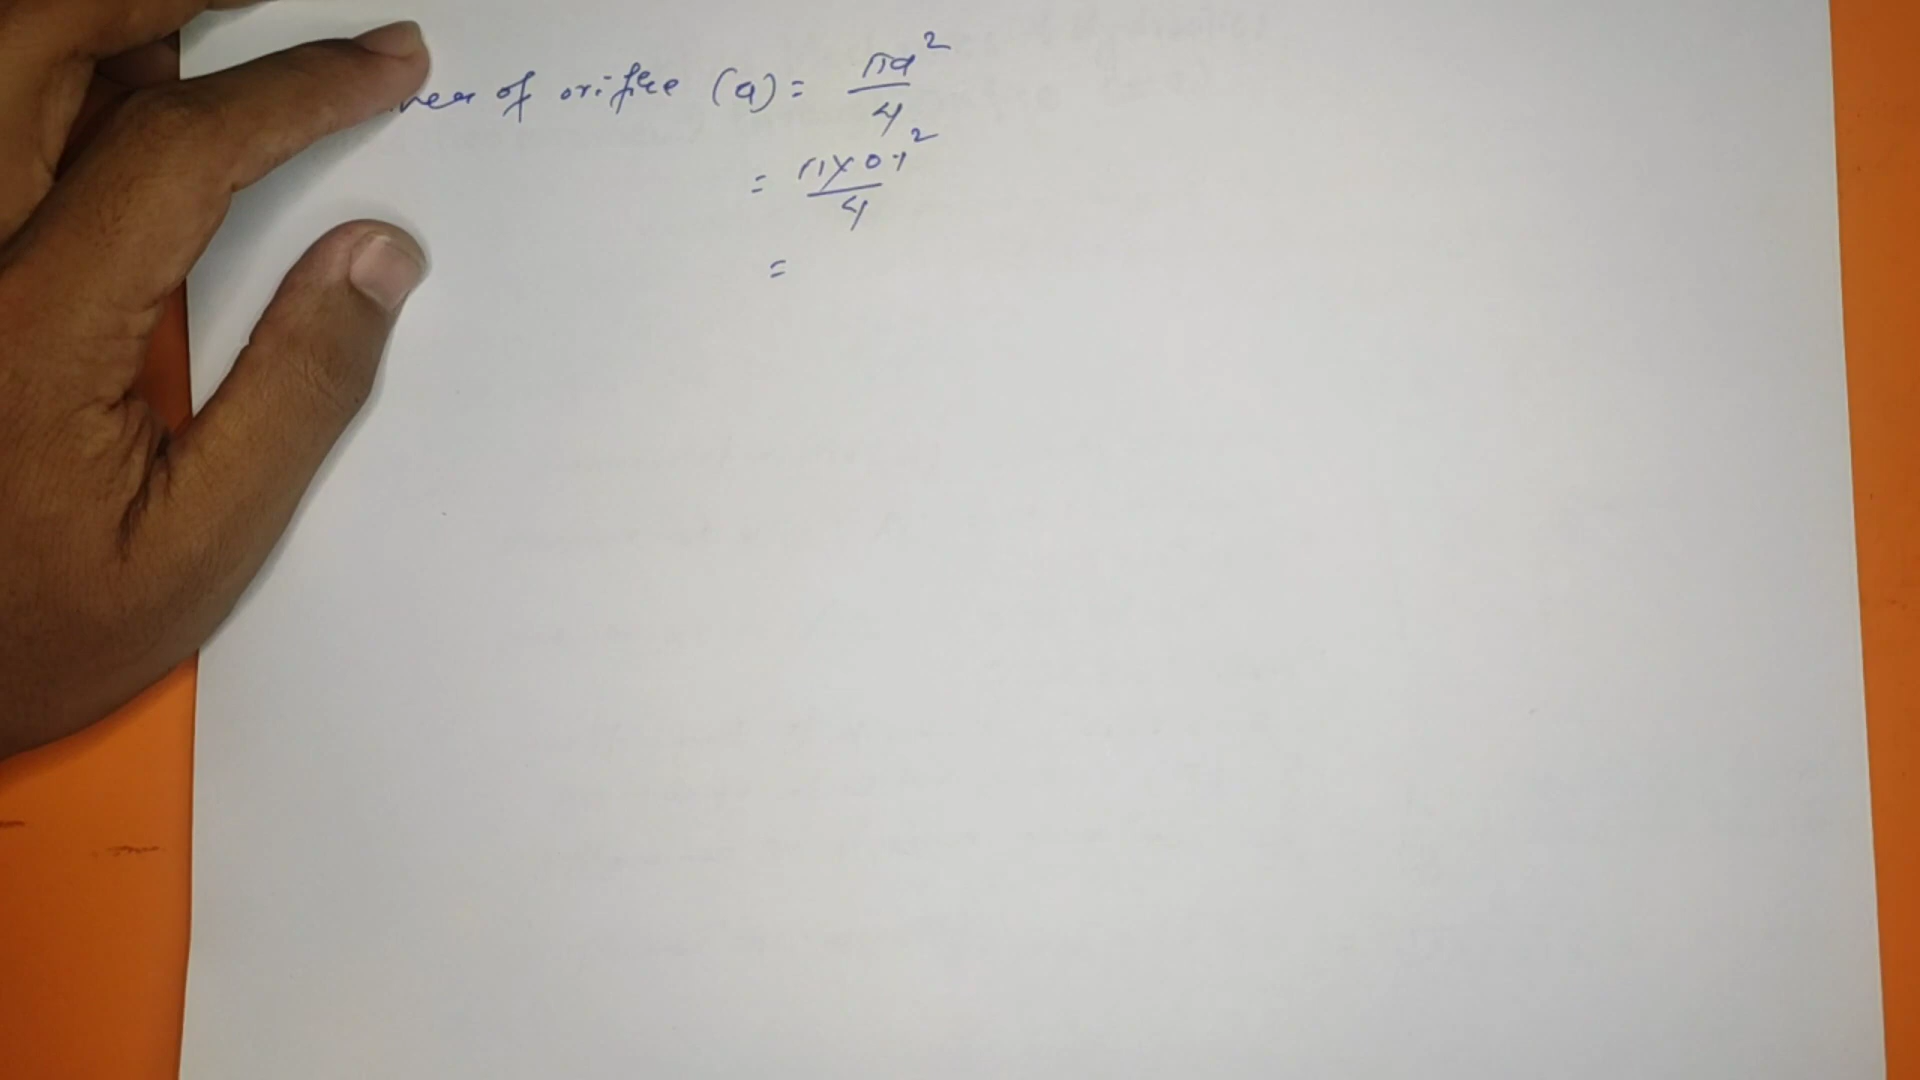 of orifice (a) = πd²/4
= π×0.1²/4
=